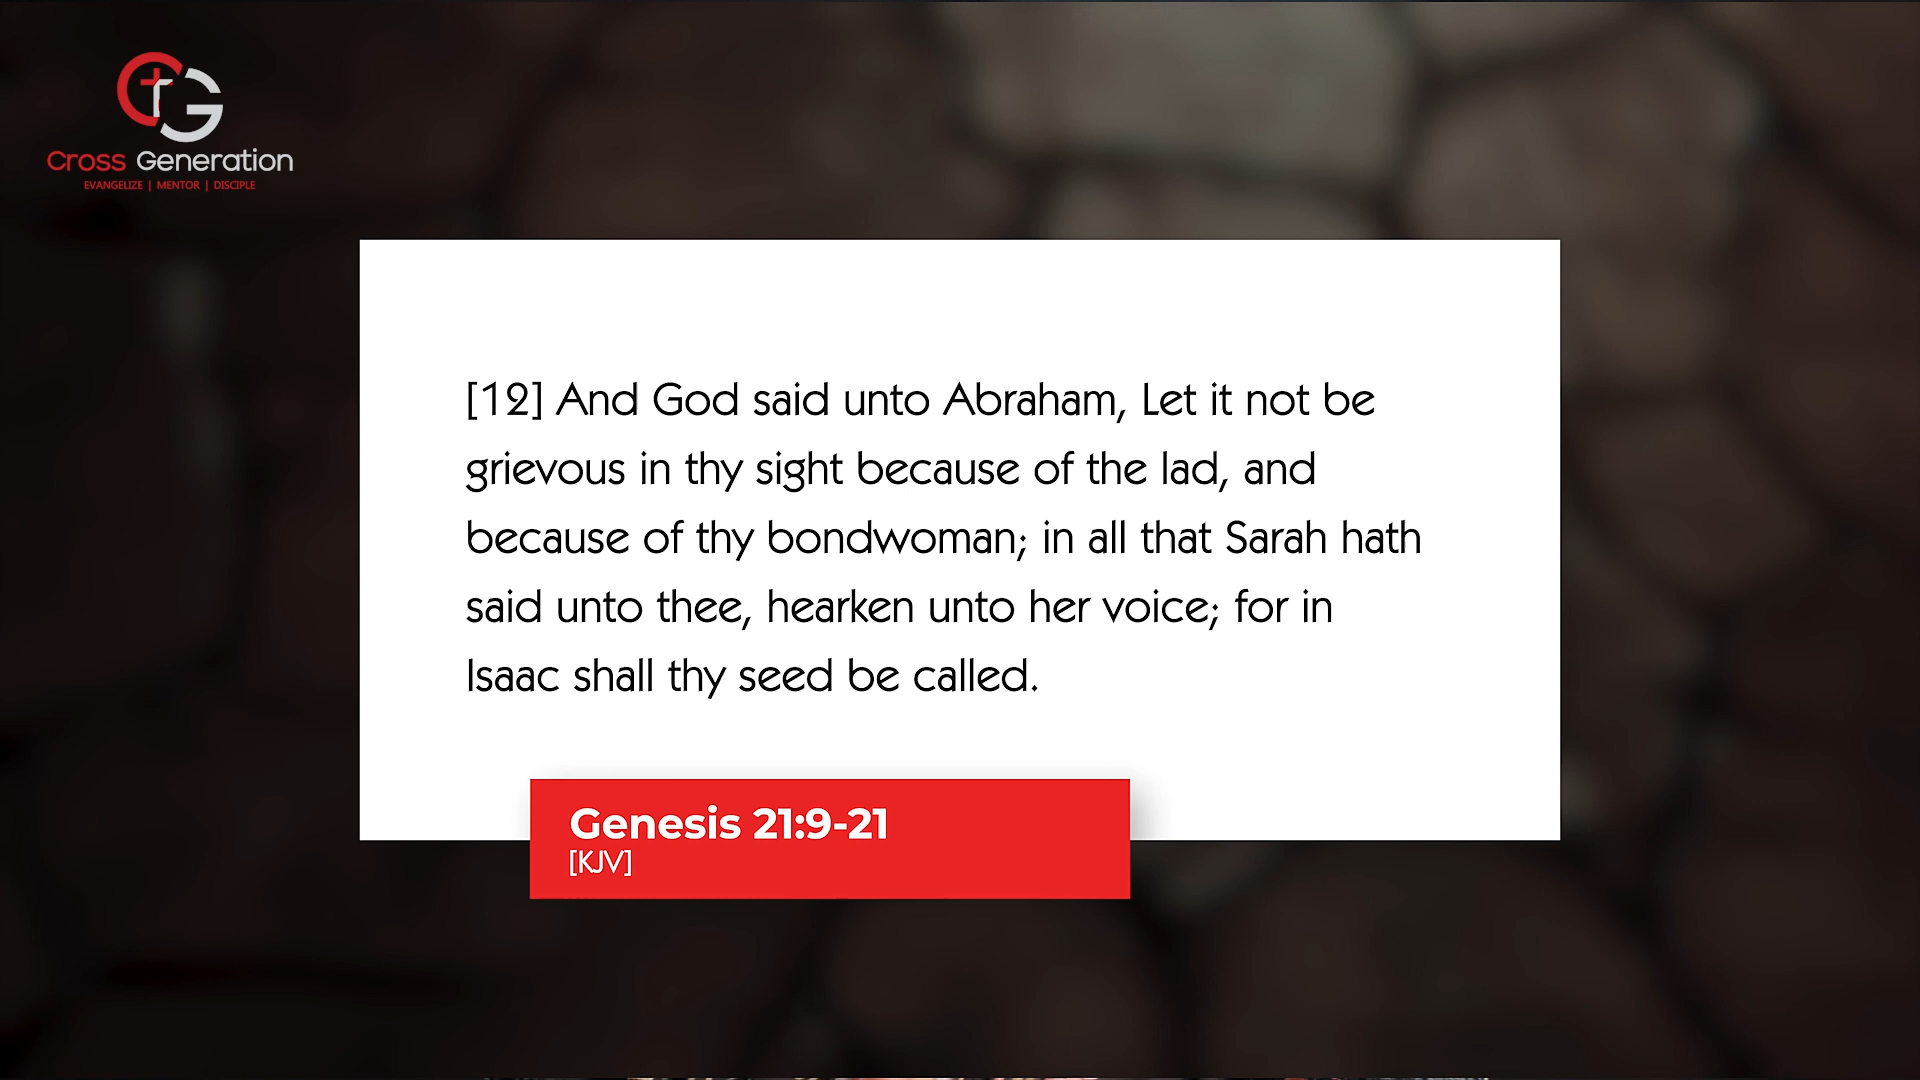 Cross Generation
EVANGELIZE | MENTOR | DISCIPLE
[12] And God said unto Abraham, Let it not be
grievous in thy sight because of the lad, and
because of thy bondwoman; in all that Sarah hath
said unto thee, hearken unto her voice; for in
Isaac shall thy seed be called.
Genesis 21:9-21
[KJV]